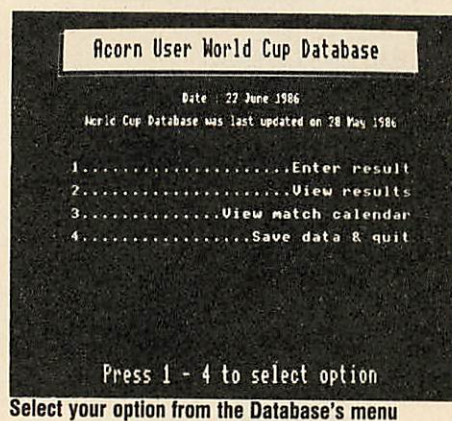 Acorn User World Cup Database
Date : 22 June 1986
World Cup Database was last updated on 28 May 1986
1.....................Enter result
2.....................View results
3..............View match calendar
4.................Save data & quit
Press 1 - 4 to select option
Select your option from the Database's menu